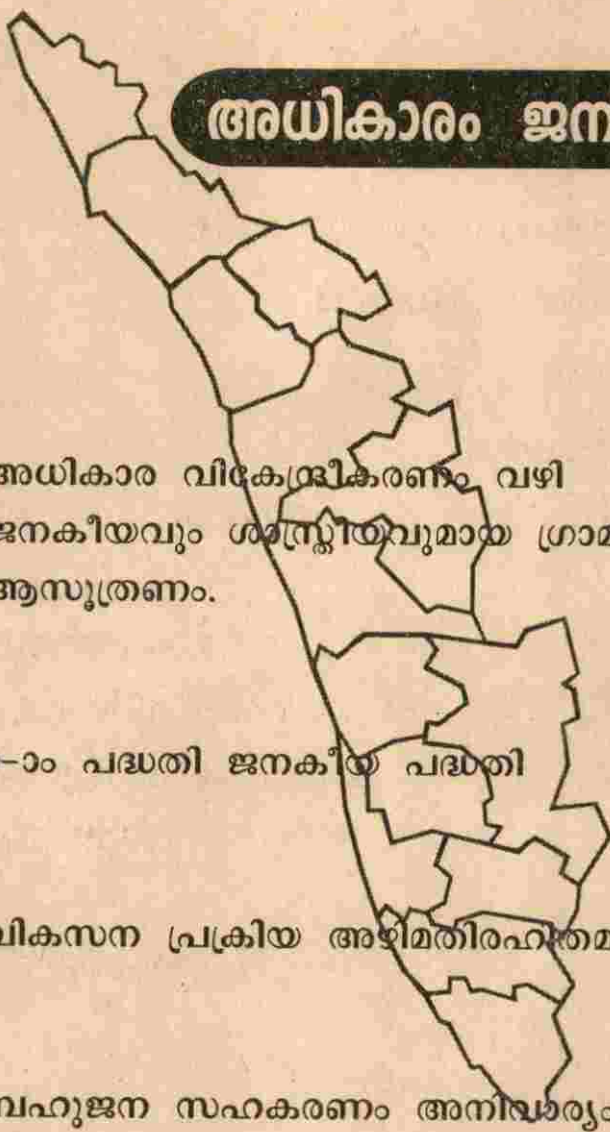 അധികാരം ജന
അധികാര വികേന്ദ്രീകരണം വഴി
ജനകീയവും ശാസ്ത്രീയവുമായ ഗ്രാമ
ആസൂത്രണം.
-ാം പദ്ധതി ജനകീയ പദ്ധതി
വികസന പ്രക്രിയ അഴിമതിരഹിതമ
ബഹുജന സഹകരണം അനിവാര്യം